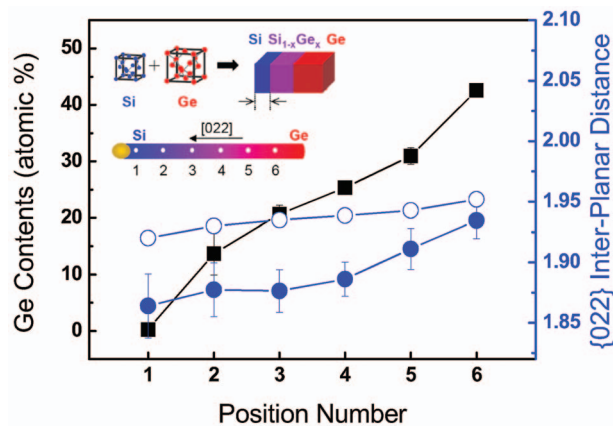 50
40
30
20
10
0
Ge Contents (atomic %)
2.10
2.05
2.00
1.95
1.90
1.85
{022} Inter-Planar Distance
Si Si1-xGex Ge
Si + Ge
Si [022] Ge
1 2 3 4 5 6
1 2 3 4 5 6
Position Number